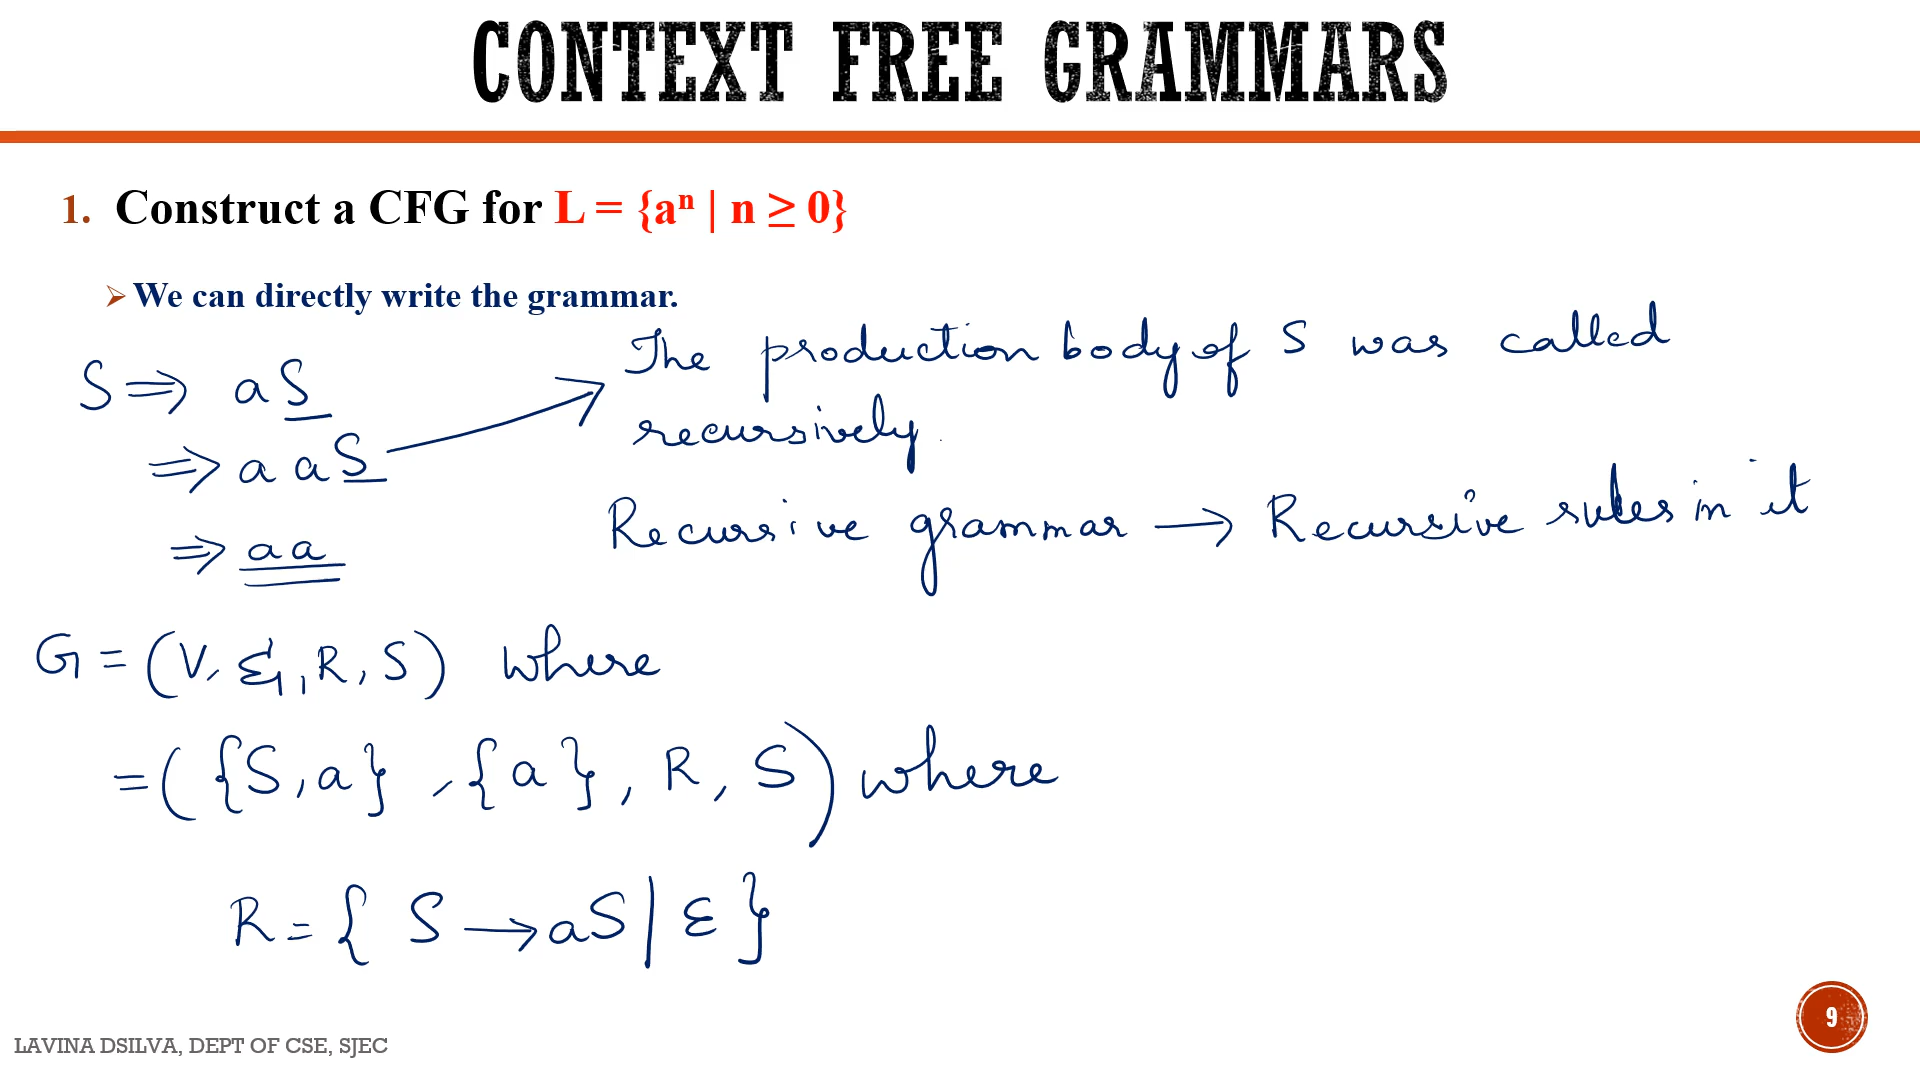 CONTEXT FREE GRAMMARS
1. Construct a CFG for L = {aⁿ | n ≥ 0}
➢ We can directly write the grammar.
S ⇒ aS
⇒ aaS
⇒ aa
The production body of S was called
recursively.
Recursive grammar → Recursive rules in it
G = (V, Σ, R, S) where
= ({S, a}, {a}, R, S) where
R = { S → aS | ε }
9
LAVINA DSILVA, DEPT OF CSE, SJEC